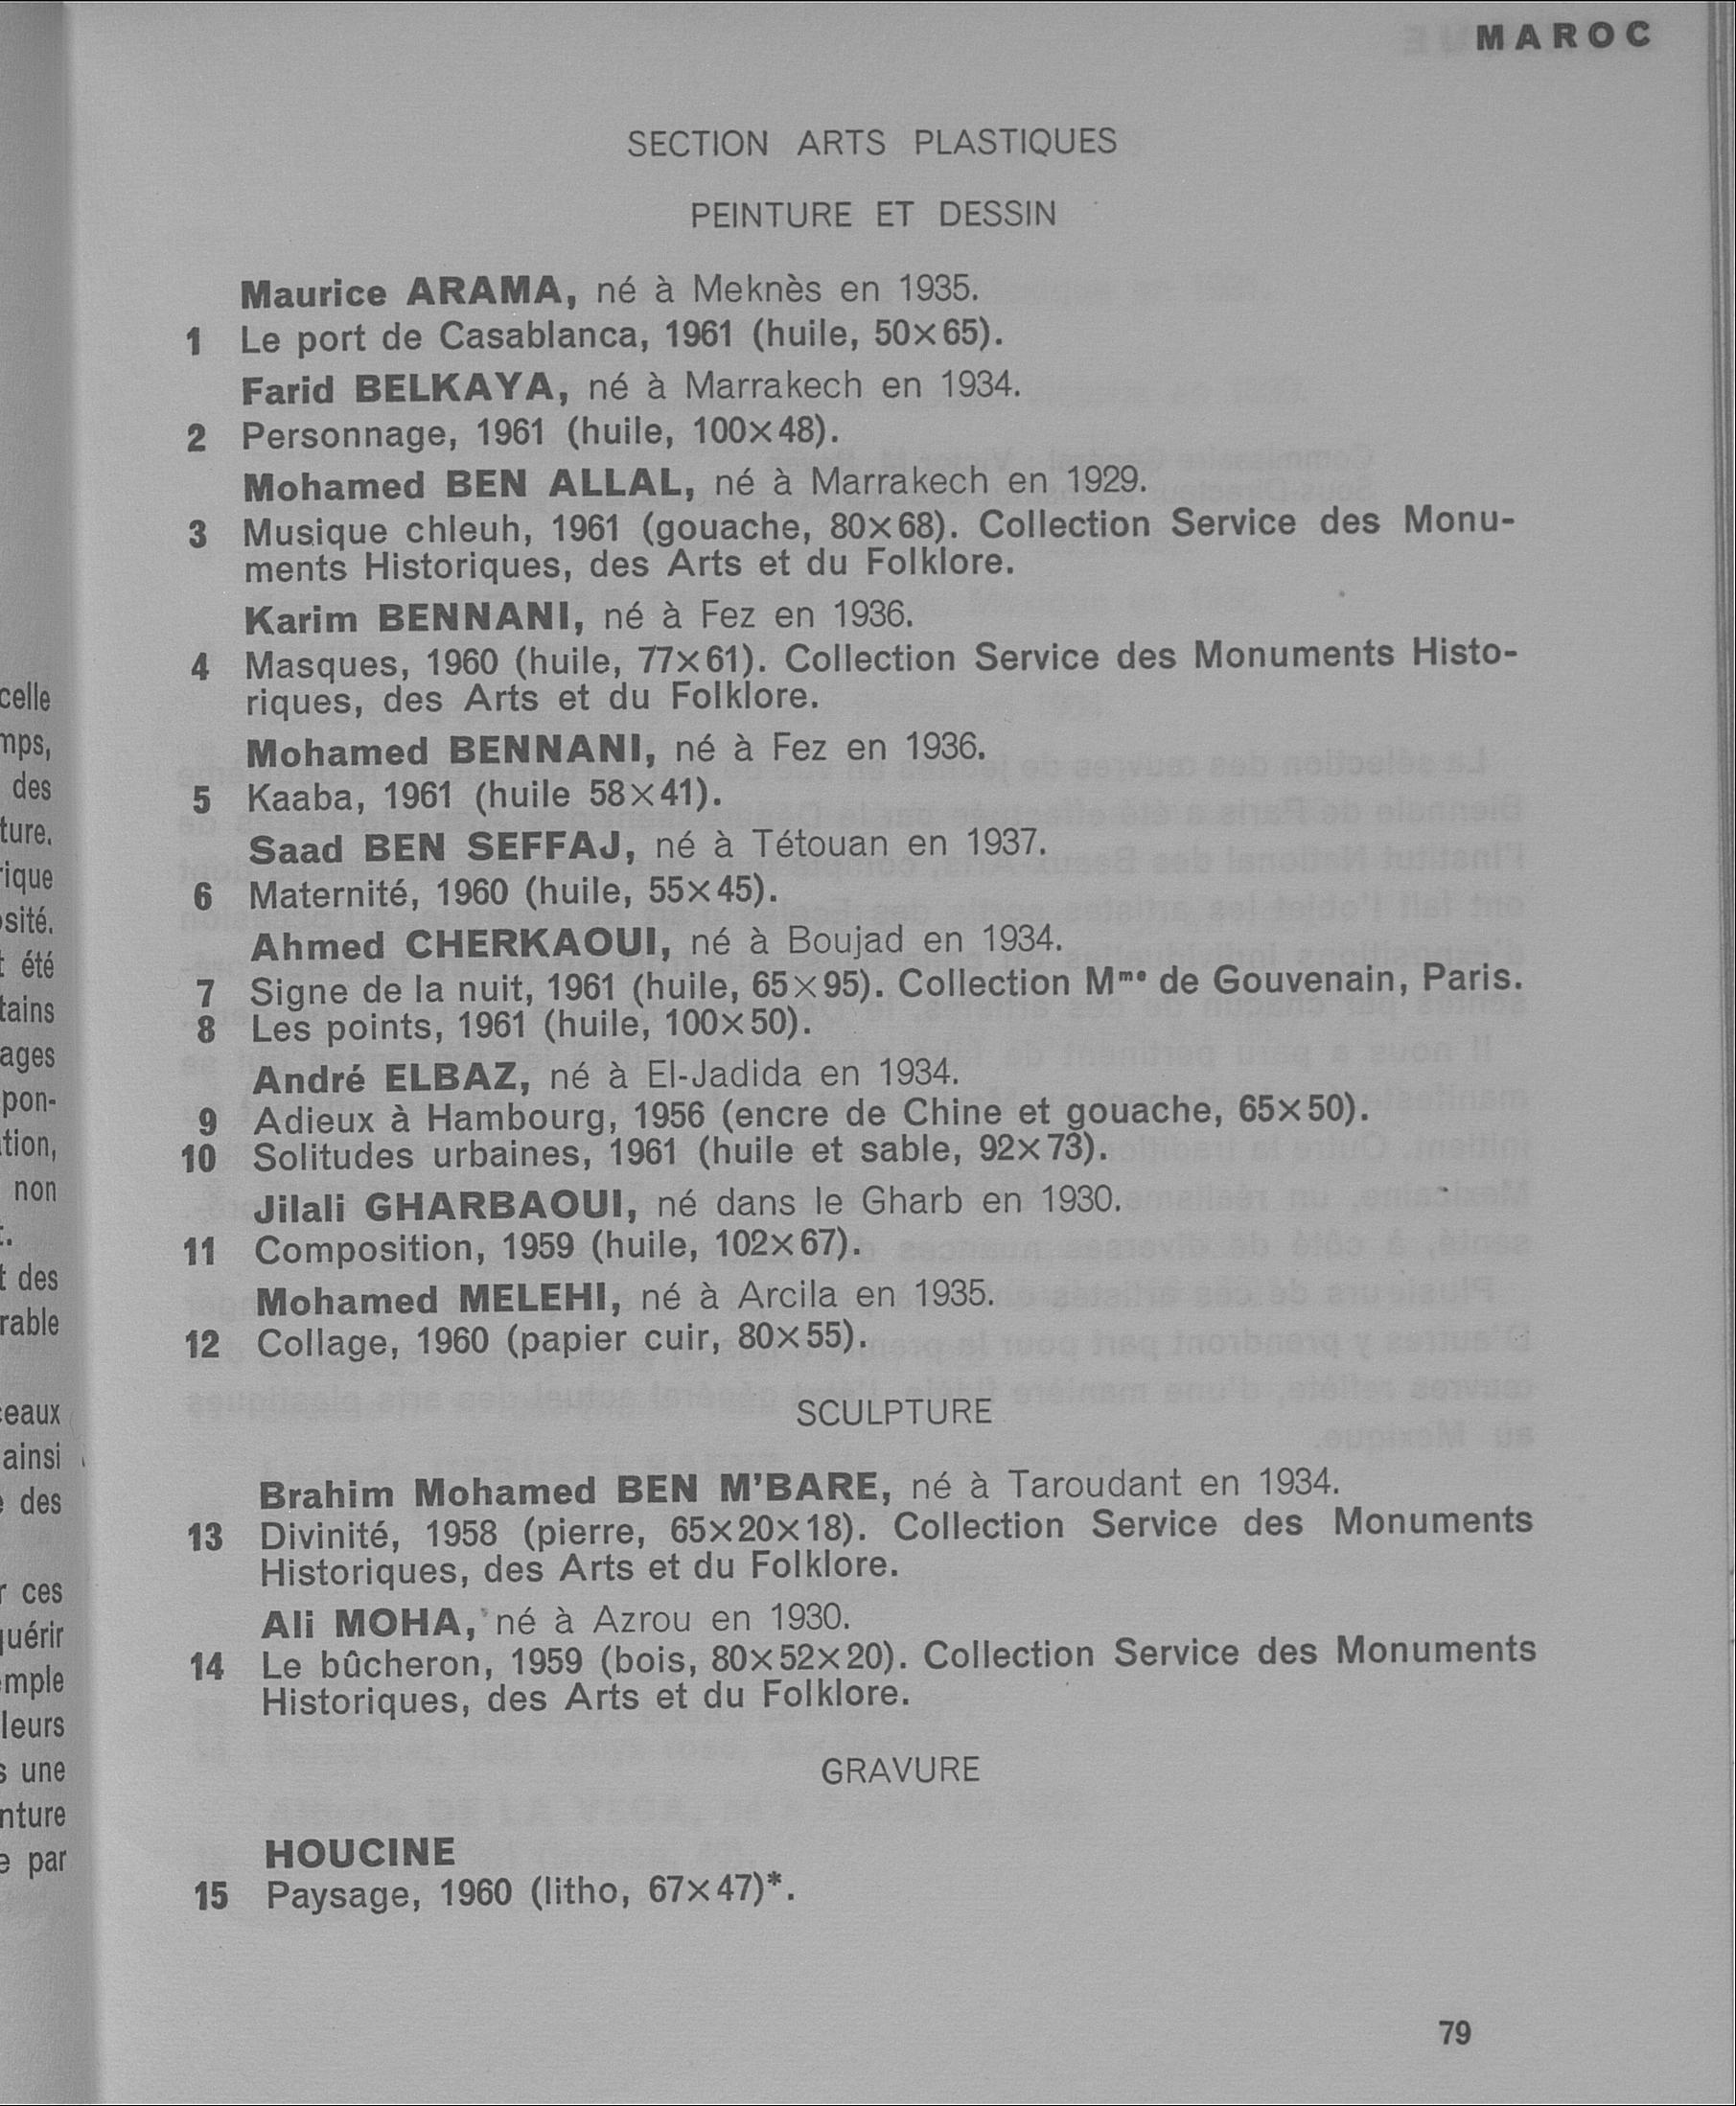 MAROC
SECTION ARTS PLASTIQUES
PEINTURE ET DESSIN
Maurice ARAMA, né à Meknès en 1935.
1 Le port de Casablanca, 1961 (huile, 50×65).
Farid BELKAYA, né à Marrakech en 1934.
2 Personnage, 1961 (huile, 100×48).
Mohamed BEN ALLAL, né à Marrakech en 1929.
3 Musique chleuh, 1961 (gouache, 80×68). Collection Service des Monu-
ments Historiques, des Arts et du Folklore.
Karim BENNANI, né à Fez en 1936.
4 Masques, 1960 (huile, 77×61). Collection Service des Monuments Histo-
riques, des Arts et du Folklore.
Mohamed BENNANI, né à Fez en 1936.
5 Kaaba, 1961 (huile 58×41).
Saad BEN SEFFAJ, né à Tétouan en 1937.
6 Maternité, 1960 (huile, 55×45).
Ahmed CHERKAOUI, né à Boujad en 1934.
7 Signe de la nuit, 1961 (huile, 65×95). Collection Mme de Gouvenain, Paris.
8 Les points, 1961 (huile, 100×50).
André ELBAZ, né à El-Jadida en 1934.
9 Adieux à Hambourg, 1956 (encre de Chine et gouache, 65×50).
10 Solitudes urbaines, 1961 (huile et sable, 92×73).
Jilali GHARBAOUI, né dans le Gharb en 1930.
11 Composition, 1959 (huile, 102×67).
Mohamed MELEHI, né à Arcila en 1935.
12 Collage, 1960 (papier cuir, 80×55).
SCULPTURE
Brahim Mohamed BEN M'BARE, né à Taroudant en 1934.
13 Divinité, 1958 (pierre, 65×20×18). Collection Service des Monuments
Historiques, des Arts et du Folklore.
Ali MOHA, né à Azrou en 1930.
14 Le bûcheron, 1959 (bois, 80×52×20). Collection Service des Monuments
Historiques, des Arts et du Folklore.
GRAVURE
HOUCINE
15 Paysage, 1960 (litho, 67×47)*.
79